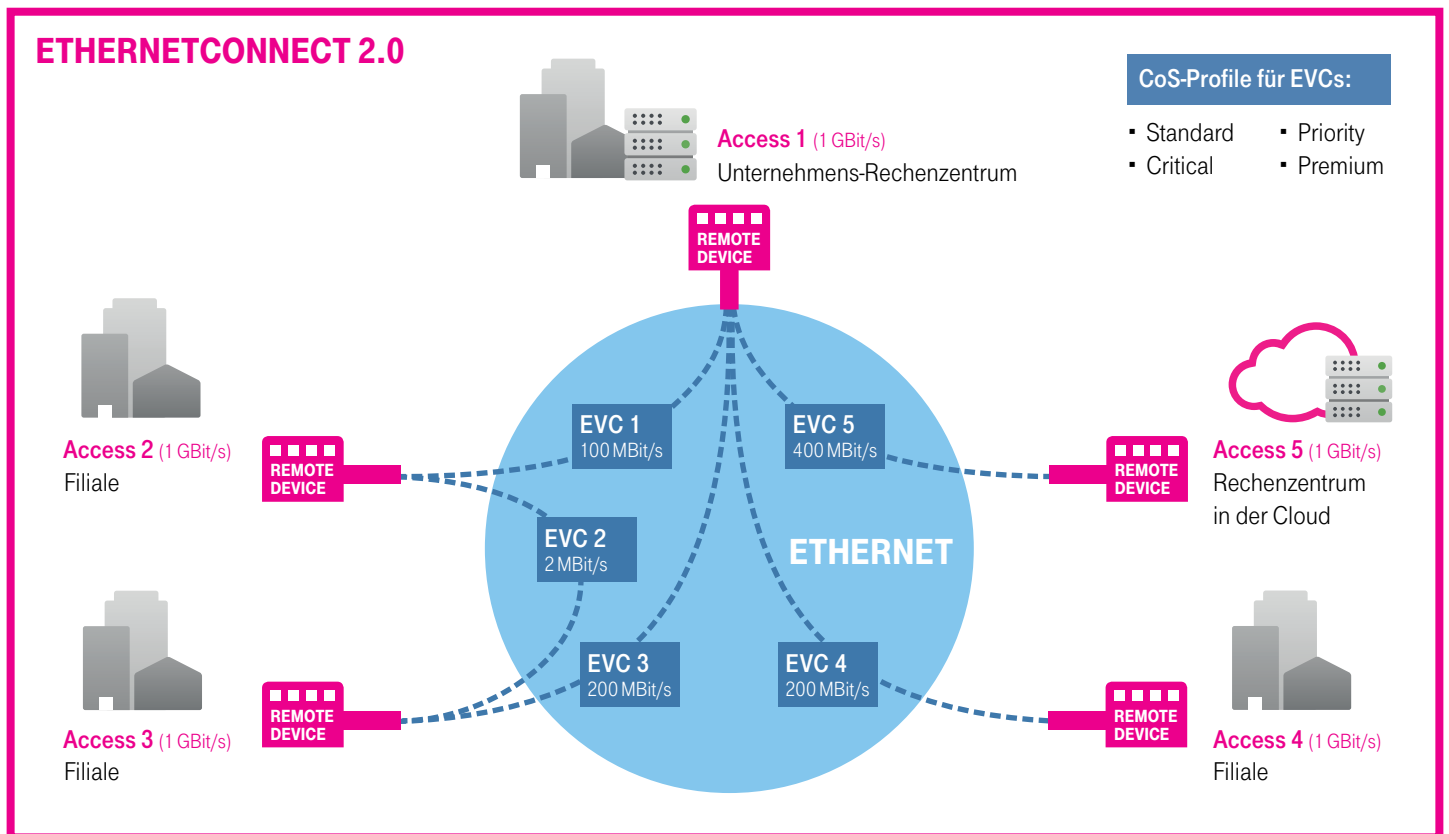 ETHERNETCONNECT 2.0
CoS-Profile für EVCs:
▪ Standard
▪ Priority
▪ Critical
▪ Premium
Access 1 (1 GBit/s)
Unternehmens-Rechenzentrum
REMOTE
DEVICE
Access 2 (1 GBit/s)
Filiale
REMOTE
DEVICE
EVC 1
100 MBit/s
EVC 5
400 MBit/s
REMOTE
DEVICE
Access 5 (1 GBit/s)
Rechenzentrum
in der Cloud
EVC 2
2 MBit/s
ETHERNET
EVC 3
200 MBit/s
EVC 4
200 MBit/s
Access 3 (1 GBit/s)
Filiale
REMOTE
DEVICE
REMOTE
DEVICE
Access 4 (1 GBit/s)
Filiale